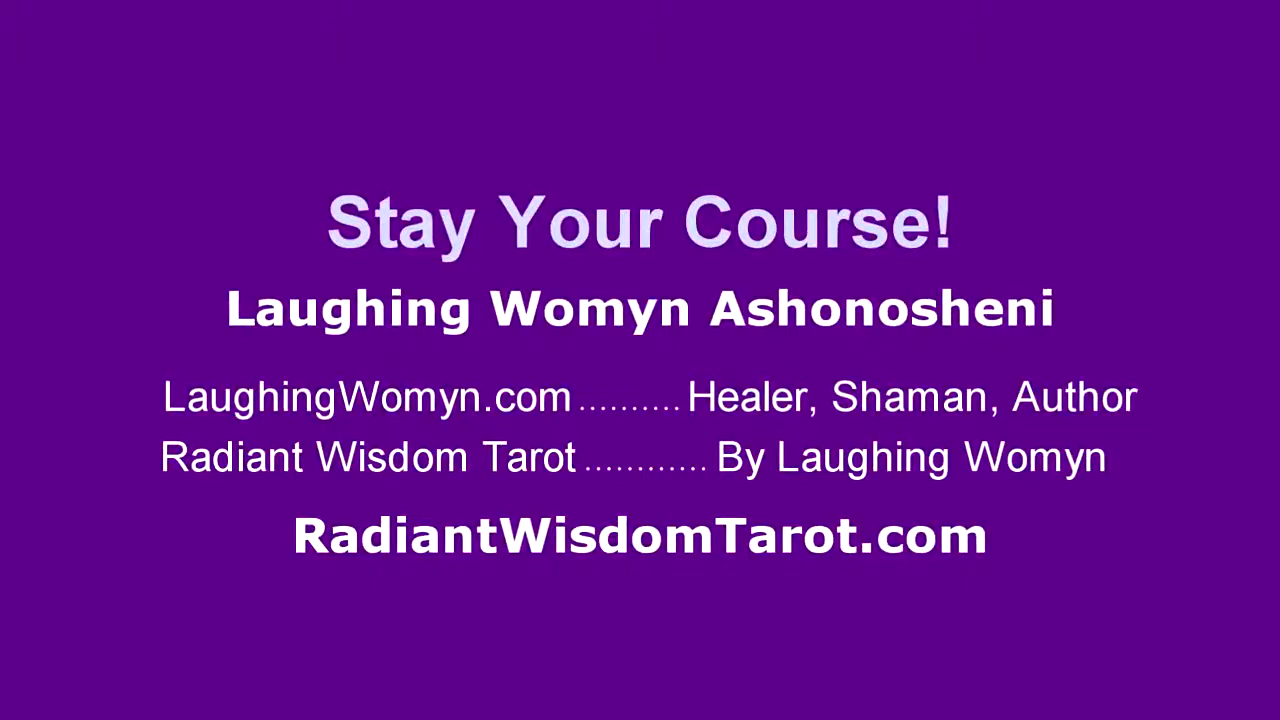 Stay Your Course!
Laughing Womyn Ashonosheni
LaughingWomyn.com .......... Healer, Shaman, Author
Radiant Wisdom Tarot ............ By Laughing Womyn
RadiantWisdomTarot.com